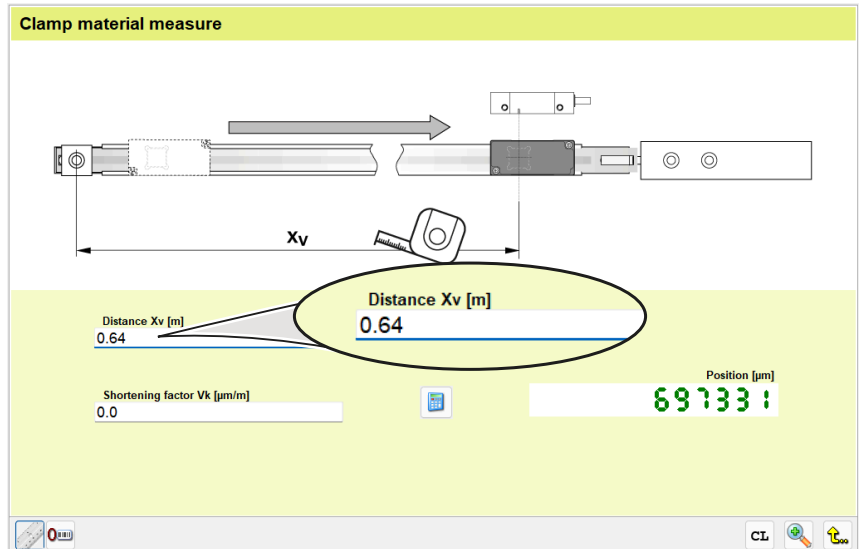 Clamp material measure
XV
Distance Xv [m]
0.64
Distance Xv [m]
0.64
Position [µm]
697331
Shortening factor Vk [µm/m]
0.0
0
CL